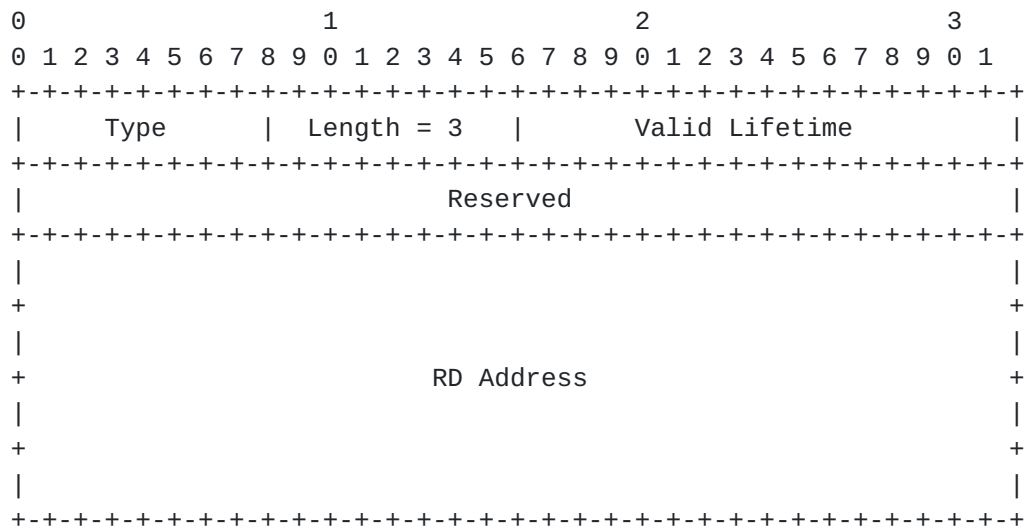 0                   1                   2                   3
0 1 2 3 4 5 6 7 8 9 0 1 2 3 4 5 6 7 8 9 0 1 2 3 4 5 6 7 8 9 0 1
+-+-+-+-+-+-+-+-+-+-+-+-+-+-+-+-+-+-+-+-+-+-+-+-+-+-+-+-+-+-+-+-+
|     Type      |  Length = 3   |       Valid Lifetime          |
+-+-+-+-+-+-+-+-+-+-+-+-+-+-+-+-+-+-+-+-+-+-+-+-+-+-+-+-+-+-+-+-+
|                           Reserved                            |
+-+-+-+-+-+-+-+-+-+-+-+-+-+-+-+-+-+-+-+-+-+-+-+-+-+-+-+-+-+-+-+-+
|                                                               |
+                                                               +
|                                                               |
+                          RD Address                           +
|                                                               |
+                                                               +
|                                                               |
+-+-+-+-+-+-+-+-+-+-+-+-+-+-+-+-+-+-+-+-+-+-+-+-+-+-+-+-+-+-+-+-+